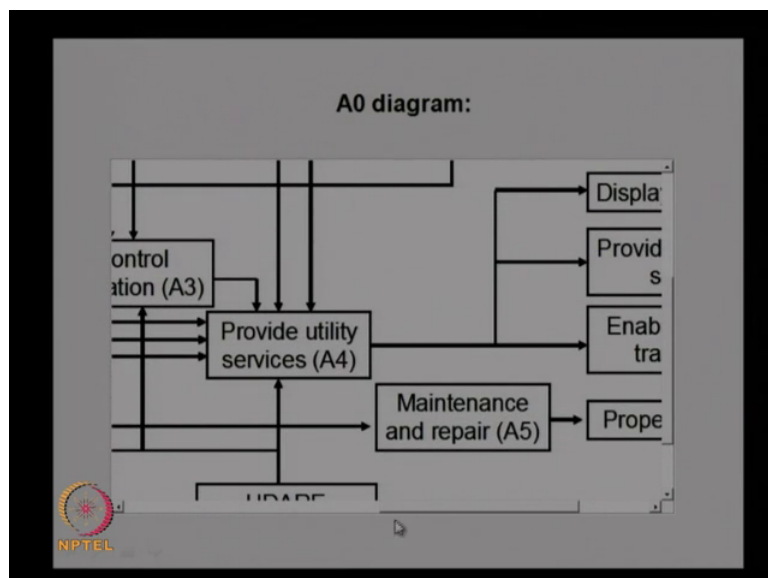 A0 diagram:
Displa
ontrol
ation (A3)
Provid
s
Provide utility
services (A4)
Enab
tra
Maintenance
and repair (A5)
Prope
NPTEL